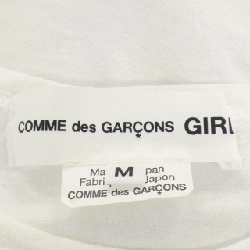 COMME des GARÇONS GIRL
M
Ma pan
Fabri Japon
COMME des GARÇONS